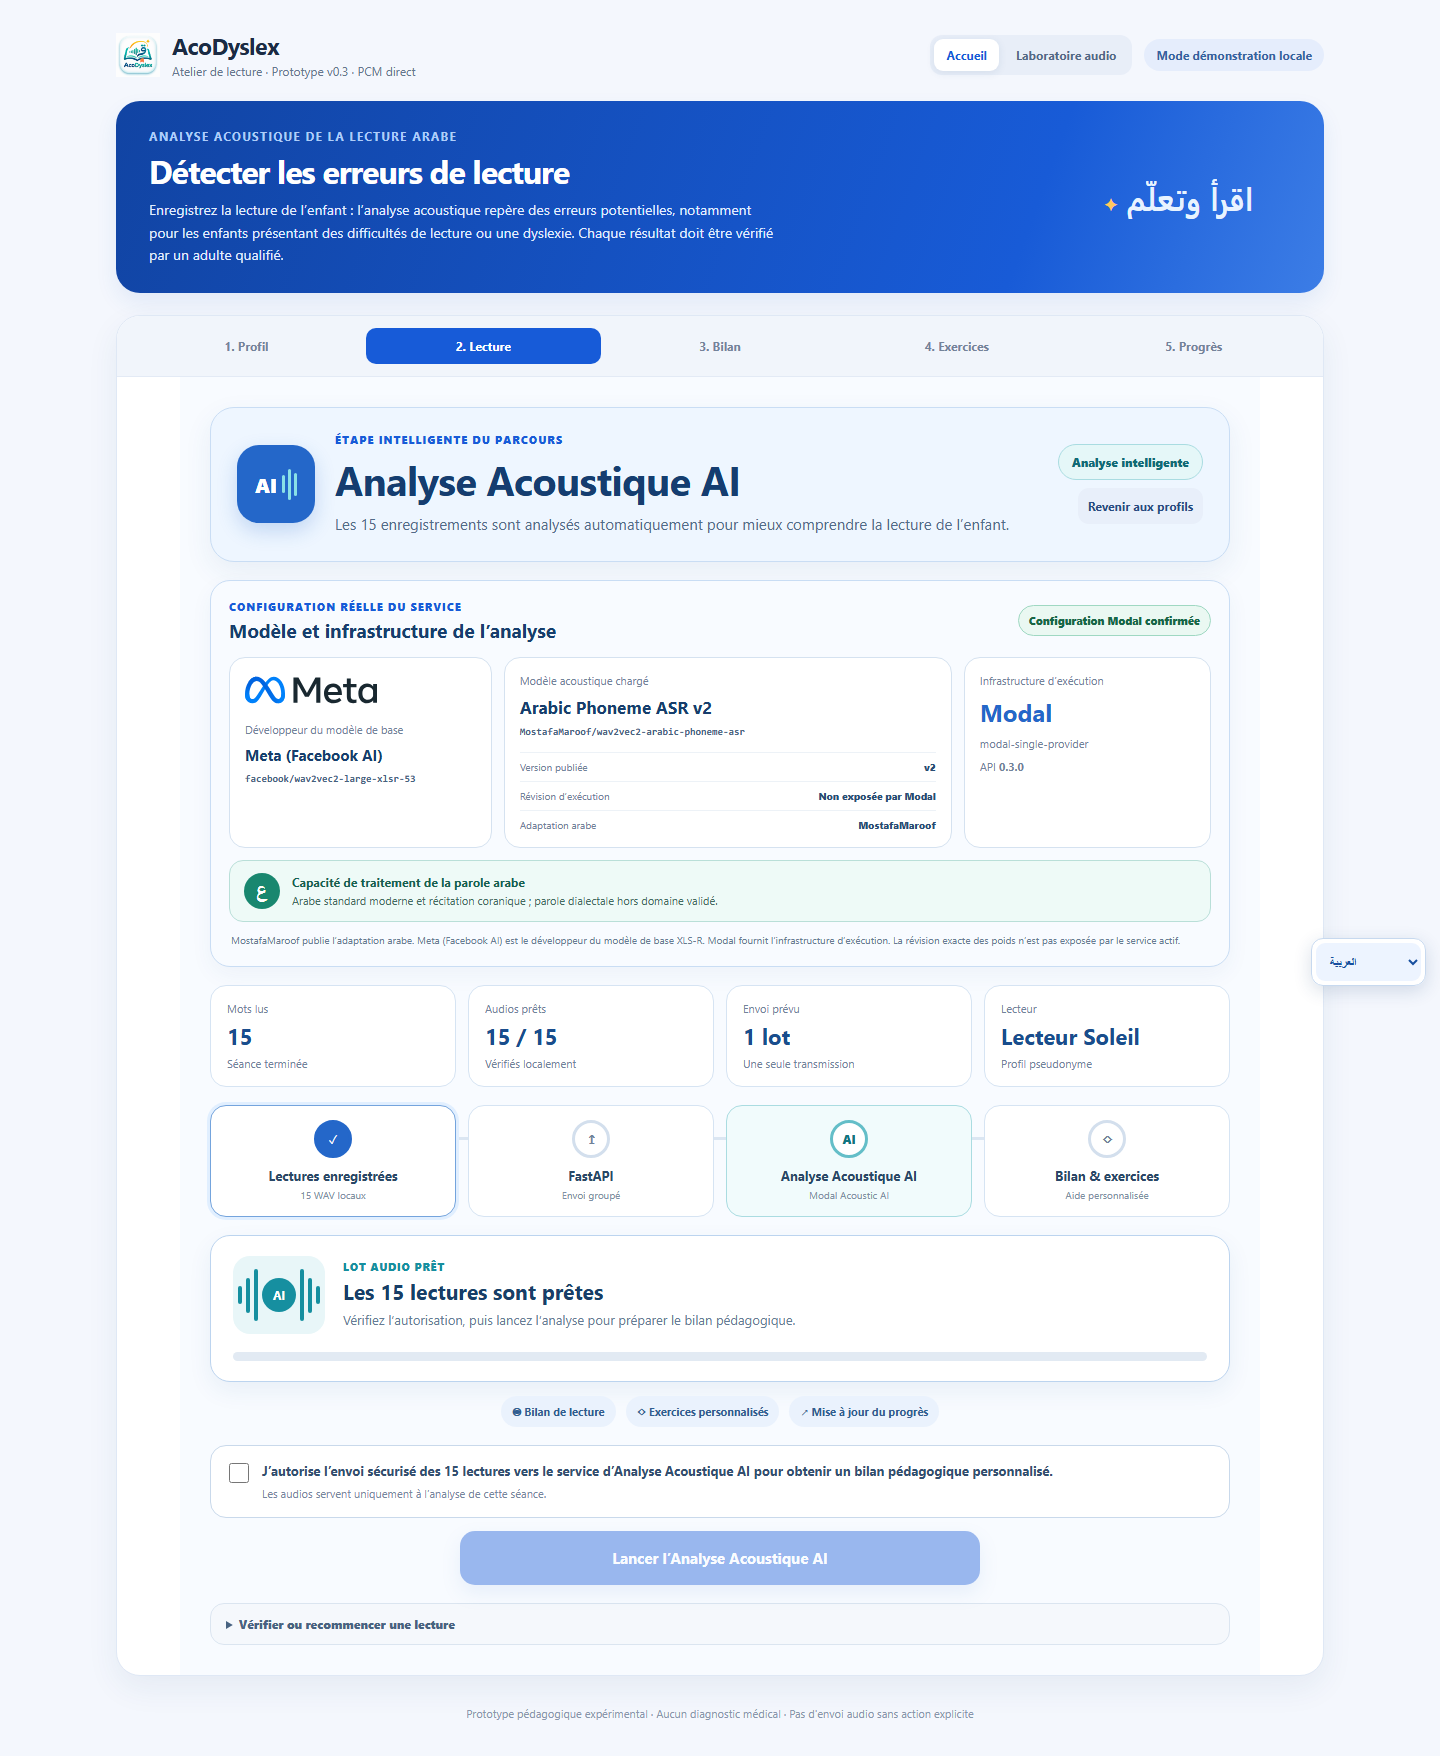 AcoDyslex
AcoDyslex
Atelier de lecture · Prototype v0.3 · PCM direct
Accueil
Laboratoire audio
Mode démonstration locale
ANALYSE ACOUSTIQUE DE LA LECTURE ARABE
Détecter les erreurs de lecture
Enregistrez la lecture de l’enfant : l’analyse acoustique repère des erreurs potentielles, notamment
pour les enfants présentant des difficultés de lecture ou une dyslexie. Chaque résultat doit être vérifié
par un adulte qualifié.
اقرأ وتعلّم ✦
1. Profil
2. Lecture
3. Bilan
4. Exercices
5. Progrès
AI
ÉTAPE INTELLIGENTE DU PARCOURS
Analyse Acoustique AI
Les 15 enregistrements sont analysés automatiquement pour mieux comprendre la lecture de l’enfant.
Analyse intelligente
Revenir aux profils
CONFIGURATION RÉELLE DU SERVICE
Modèle et infrastructure de l’analyse
Configuration Modal confirmée
Meta
Développeur du modèle de base
Meta (Facebook AI)
facebook/wav2vec2-large-xlsr-53
Modèle acoustique chargé
Arabic Phoneme ASR v2
MostafaMaroof/wav2vec2-arabic-phoneme-asr
Version publiée v2
Révision d’exécution Non exposée par Modal
Adaptation arabe MostafaMaroof
Infrastructure d’exécution
Modal
modal-single-provider
API 0.3.0
ع
Capacité de traitement de la parole arabe
Arabe standard moderne et récitation coranique ; parole dialectale hors domaine validé.
MostafaMaroof publie l’adaptation arabe. Meta (Facebook AI) est le développeur du modèle de base XLS-R. Modal fournit l’infrastructure d’exécution. La révision exacte des poids n’est pas exposée par le service actif.
العربية
Mots lus
15
Séance terminée
Audios prêts
15 / 15
Vérifiés localement
Envoi prévu
1 lot
Une seule transmission
Lecteur
Lecteur Soleil
Profil pseudonyme
✓
Lectures enregistrées
15 WAV locaux
↥
FastAPI
Envoi groupé
AI
Analyse Acoustique AI
Modal Acoustic AI
◇
Bilan & exercices
Aide personnalisée
AI
LOT AUDIO PRÊT
Les 15 lectures sont prêtes
Vérifiez l’autorisation, puis lancez l’analyse pour préparer le bilan pédagogique.
Bilan de lecture
◇ Exercices personnalisés
↗ Mise à jour du progrès
J’autorise l’envoi sécurisé des 15 lectures vers le service d’Analyse Acoustique AI pour obtenir un bilan pédagogique personnalisé.
Les audios servent uniquement à l’analyse de cette séance.
Lancer l’Analyse Acoustique AI
▶ Vérifier ou recommencer une lecture
Prototype pédagogique expérimental · Aucun diagnostic médical · Pas d’envoi audio sans action explicite